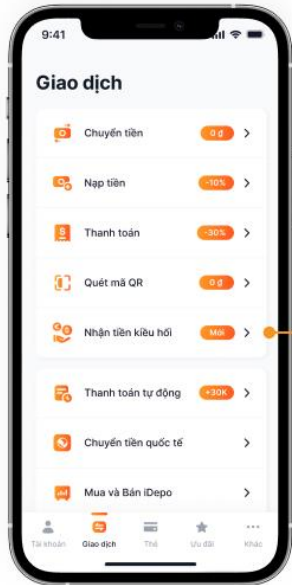 9:41
Giao dịch
Chuyển tiền 0 ₫
Nạp tiền -10%
Thanh toán -30%
Quét mã QR 0 ₫
Nhận tiền kiều hối Mới
Thanh toán tự động +30K
Chuyển tiền quốc tế
Mua và Bán iDepo
Tài khoản Giao dịch Thẻ Ưu đãi Khác